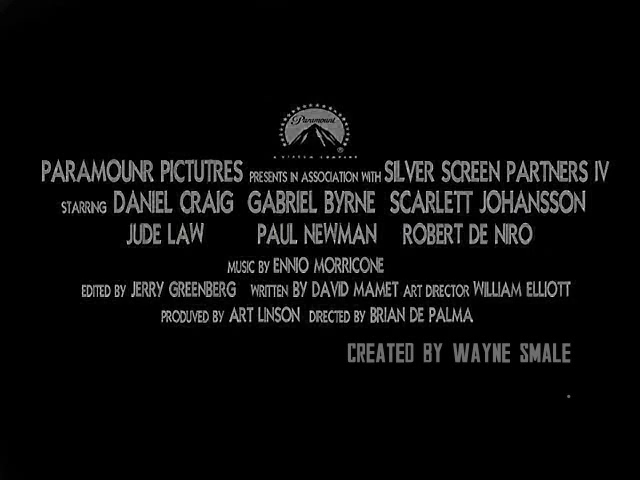 Paramount
PARAMOUNR PICTUTRES PRESENTS IN ASSOCIATION WITH SILVER SCREEN PARTNERS IV
STARRING DANIEL CRAIG GABRIEL BYRNE SCARLETT JOHANSSON
JUDE LAW PAUL NEWMAN ROBERT DE NIRO
MUSIC BY ENNIO MORRICONE
EDITED BY JERRY GREENBERG WRITTEN BY DAVID MAMET ART DIRECTOR WILLIAM ELLIOTT
PRODUVED BY ART LINSON DIRECTED BY BRIAN DE PALMA
CREATED BY WAYNE SMALE